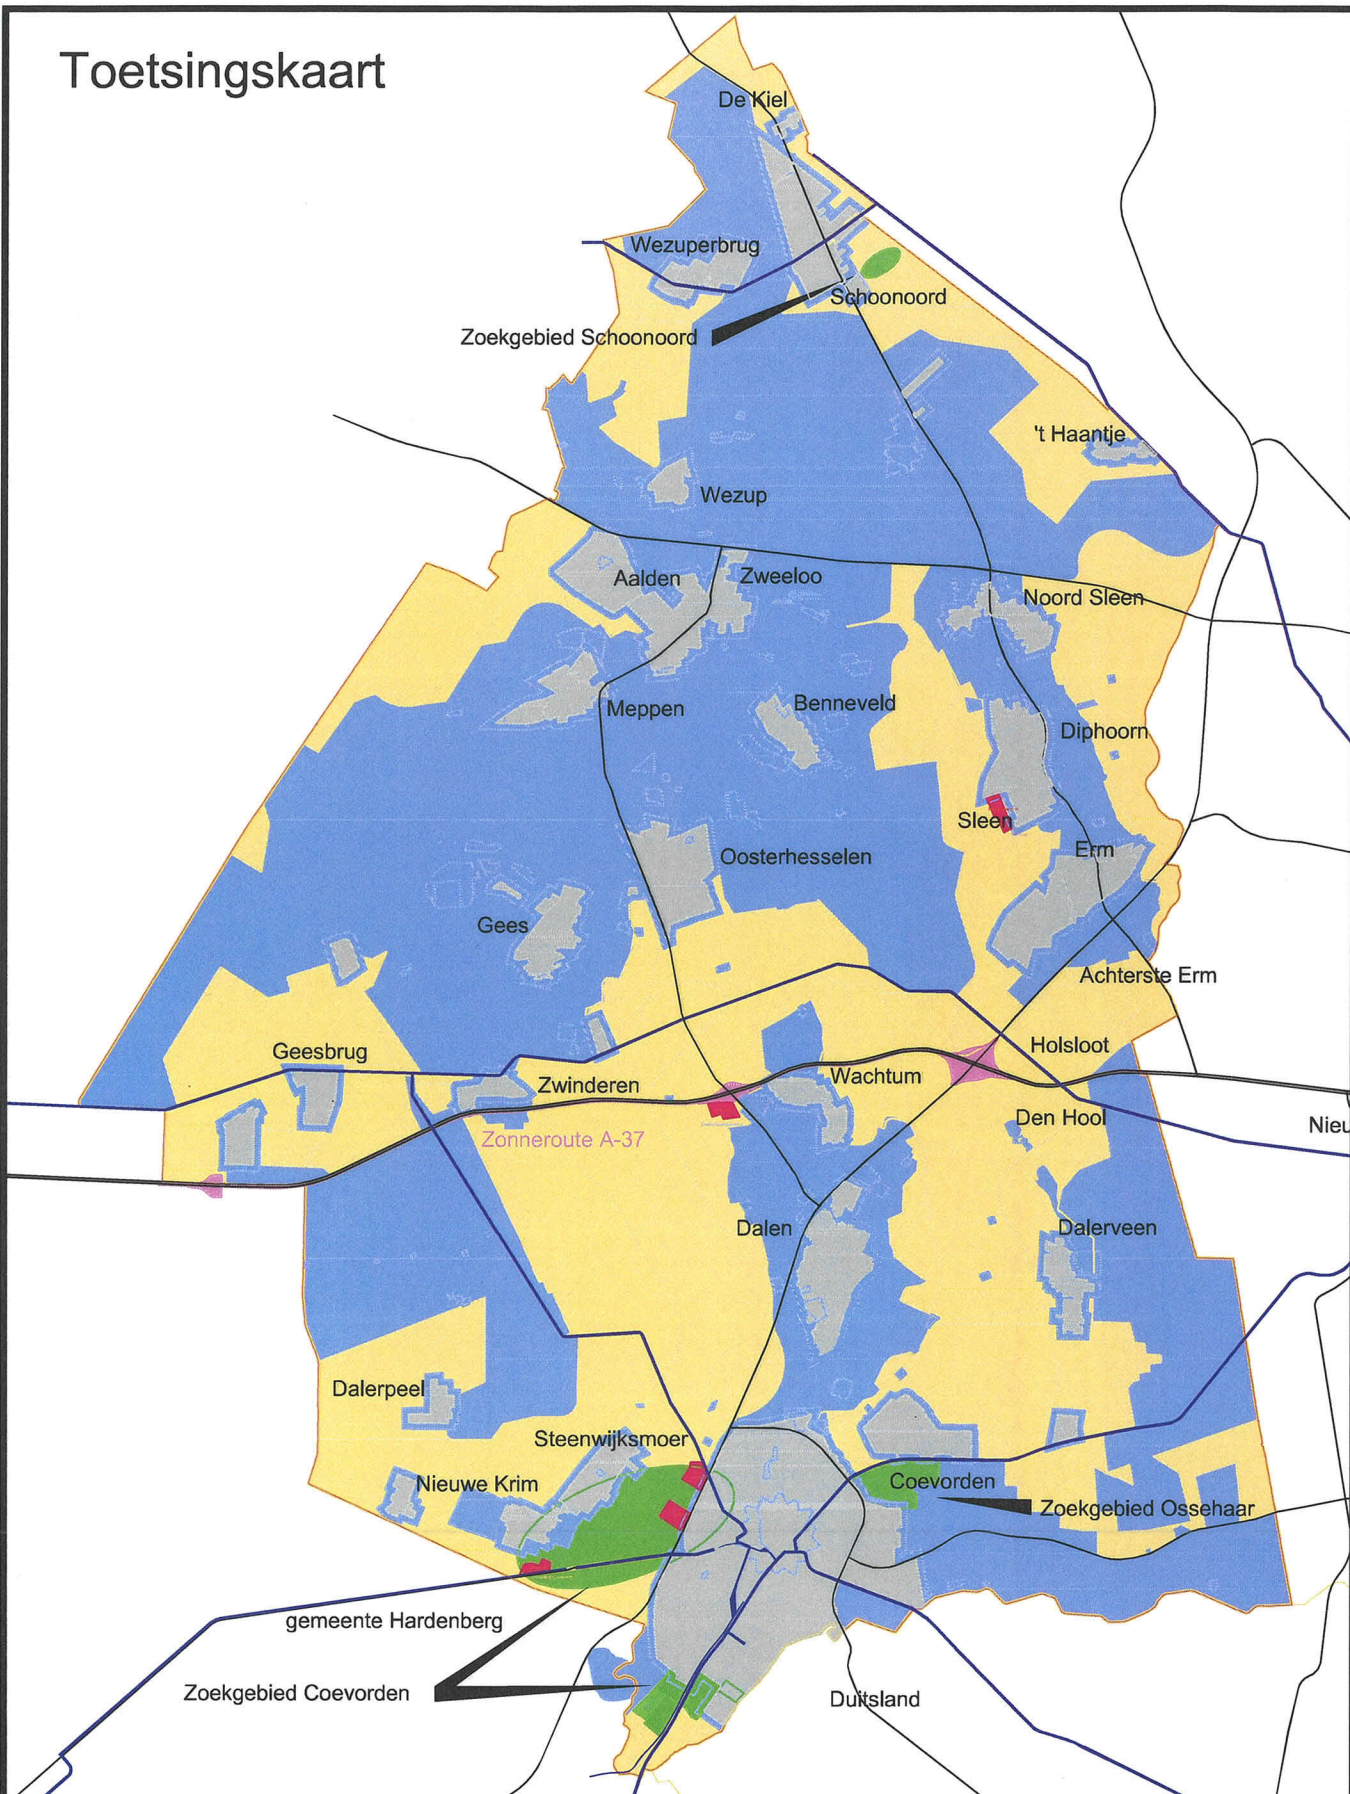 Toetsingskaart
De Kiel
Wezuperbrug
Schoonoord
Zoekgebied Schoonoord
't Haantje
Wezup
Aalden
Zweeloo
Noord Sleen
Meppen
Benneveld
Diphoorn
Sleen
Erm
Oosterhesselen
Gees
Achterste Erm
Geesbrug
Holsloot
Zwinderen
Wachtum
Den Hool
Nieu
Zonneroute A-37
Dalen
Dalerveen
Dalerpeel
Steenwijksmoer
Nieuwe Krim
Coevorden
Zoekgebied Ossehaar
gemeente Hardenberg
Zoekgebied Coevorden
Duitsland